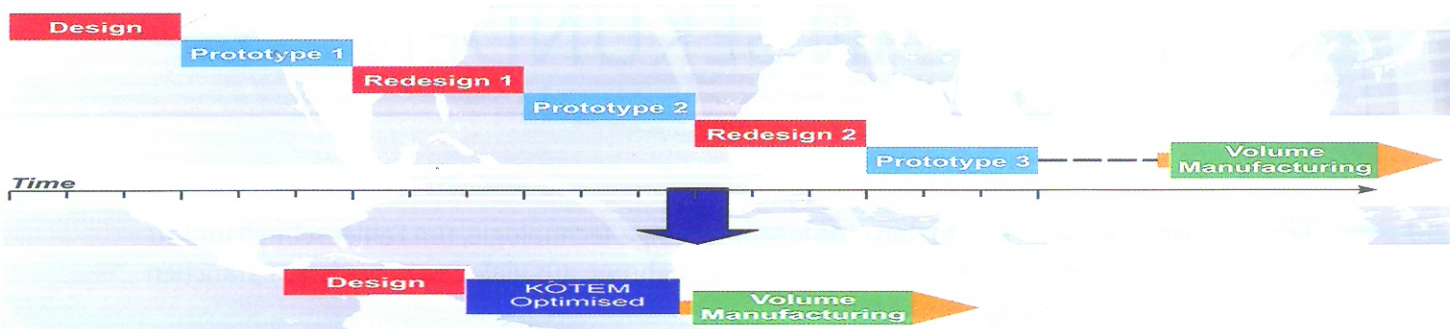 Design
Prototype 1
Redesign 1
Prototype 2
Redesign 2
Prototype 3
Volume
Manufacturing
Time
Design
KOTEM
Optimised
Volume
Manufacturing